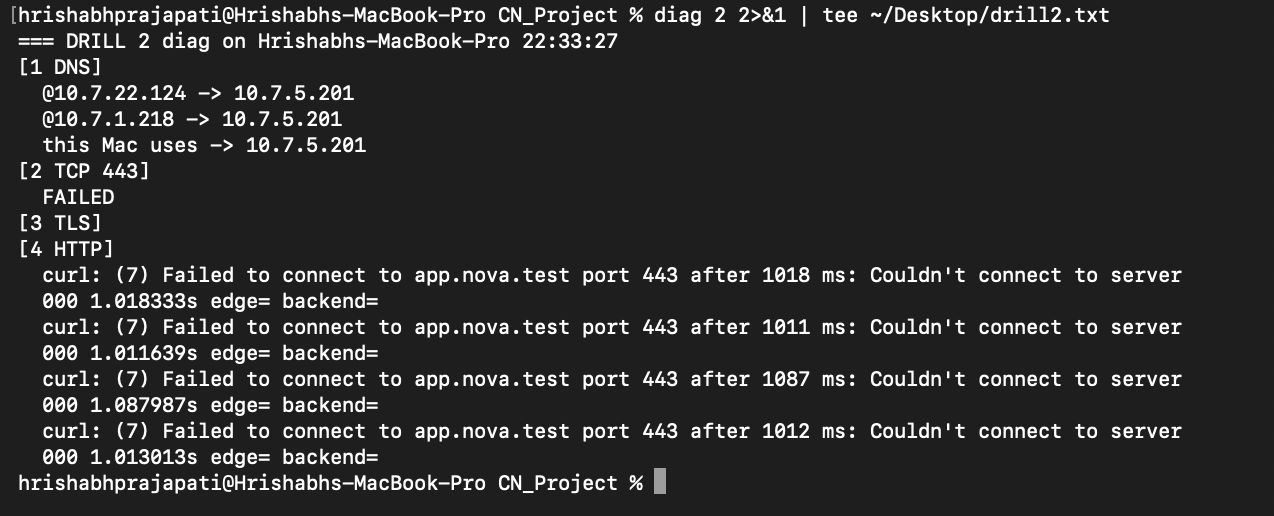 [hrishabhprajapati@Hrishabhs-MacBook-Pro CN_Project % diag 2 2>&1 | tee ~/Desktop/drill2.txt
=== DRILL 2 diag on Hrishabhs-MacBook-Pro 22:33:27
[1 DNS]
  @10.7.22.124 -> 10.7.5.201
  @10.7.1.218 -> 10.7.5.201
  this Mac uses -> 10.7.5.201
[2 TCP 443]
  FAILED
[3 TLS]
[4 HTTP]
  curl: (7) Failed to connect to app.nova.test port 443 after 1018 ms: Couldn't connect to server
  000 1.018333s edge= backend=
  curl: (7) Failed to connect to app.nova.test port 443 after 1011 ms: Couldn't connect to server
  000 1.011639s edge= backend=
  curl: (7) Failed to connect to app.nova.test port 443 after 1087 ms: Couldn't connect to server
  000 1.087987s edge= backend=
  curl: (7) Failed to connect to app.nova.test port 443 after 1012 ms: Couldn't connect to server
  000 1.013013s edge= backend=
hrishabhprajapati@Hrishabhs-MacBook-Pro CN_Project %